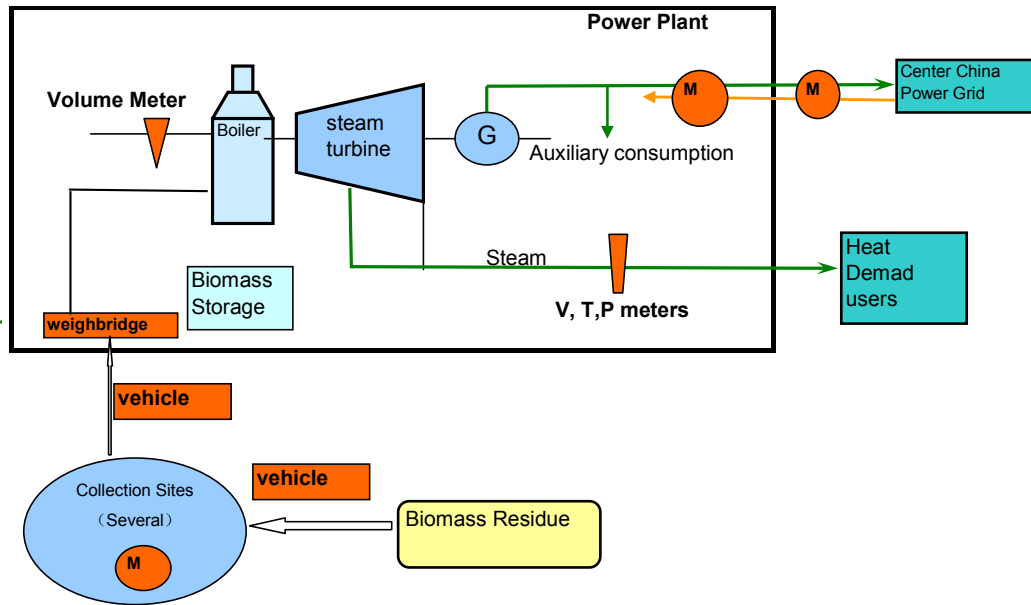 Power Plant
Volume Meter
Boiler
steam
turbine
G
M
M
Center China
Power Grid
Auxiliary consumption
Steam
V, T,P meters
Heat
Demad
users
Biomass
Storage
weighbridge
vehicle
vehicle
Collection Sites
（Several）
M
Biomass Residue